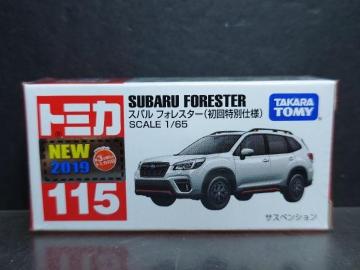 トミカ
SUBARU FORESTER
スバル フォレスター(初回特別仕様)
SCALE 1/65
TAKARA
TOMY
NEW
2019
115
サスペンション